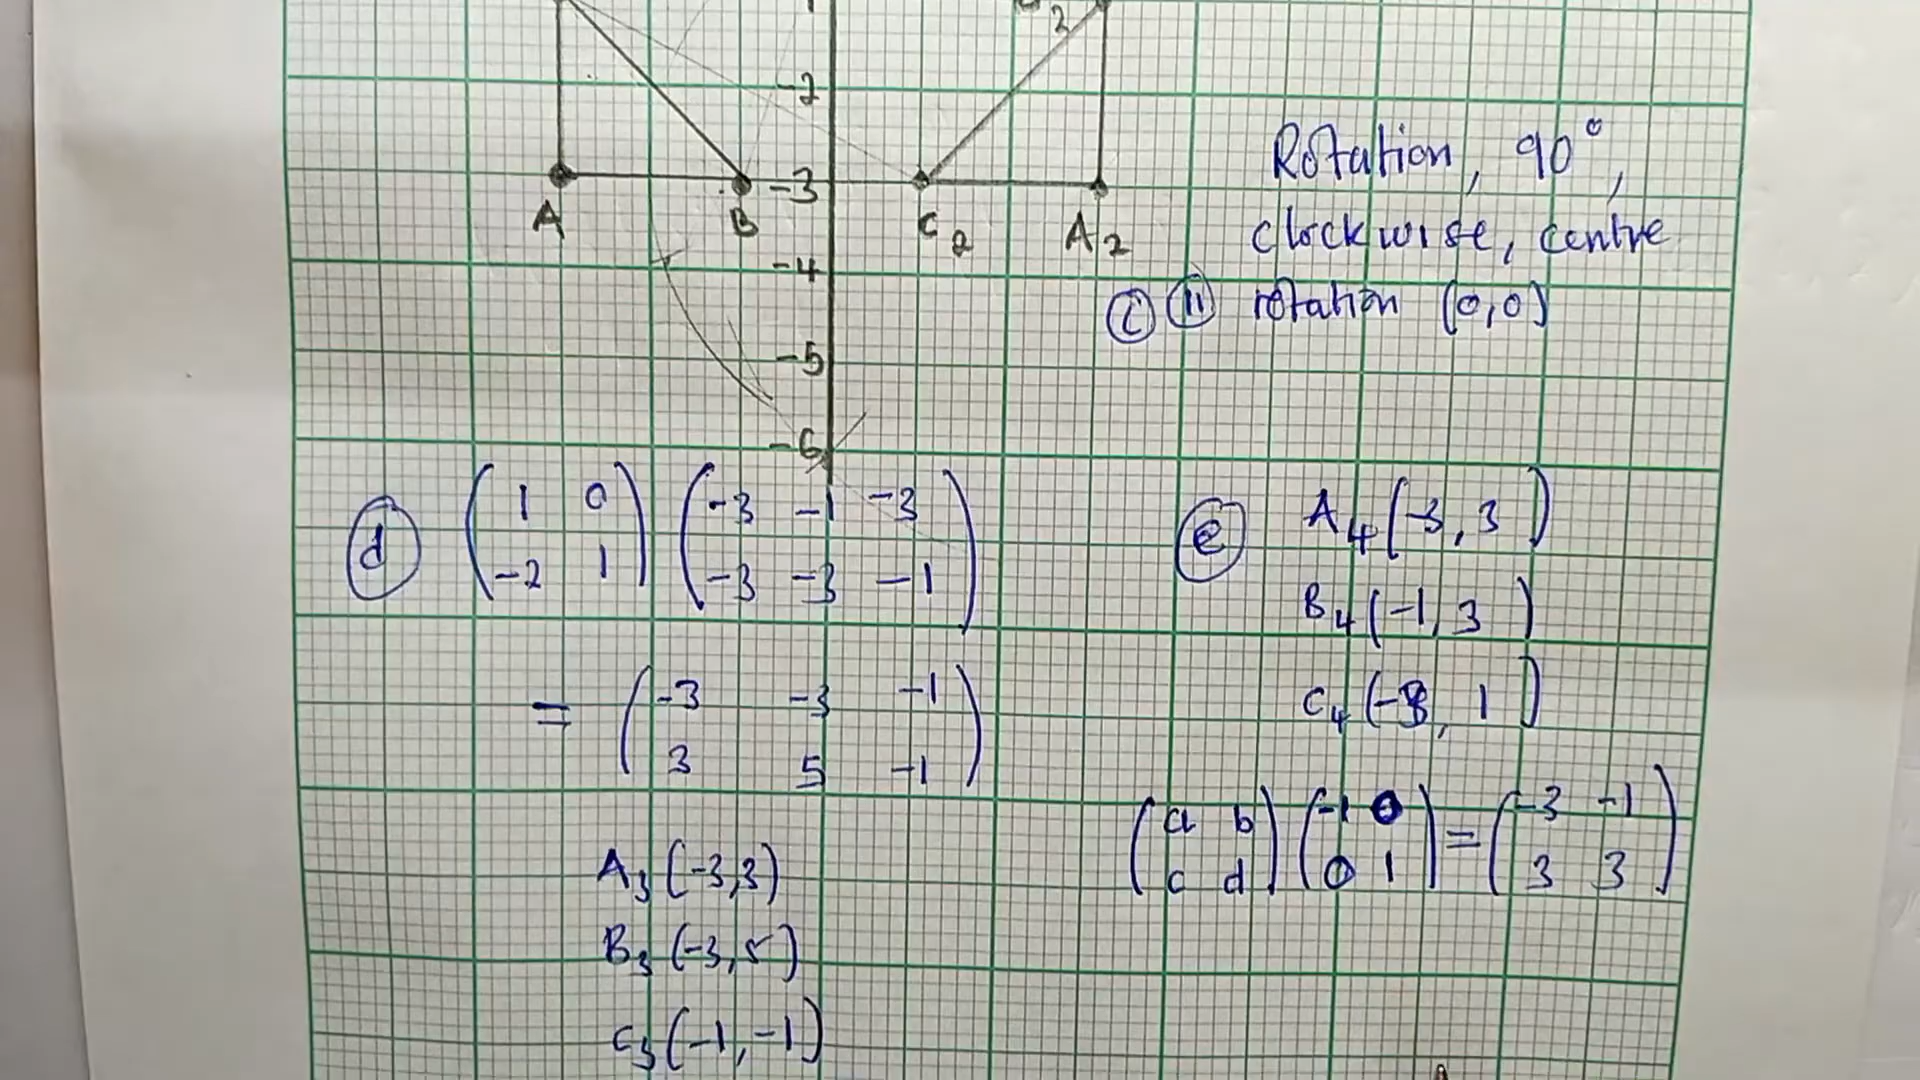 -2
-3
A B C2 A2
-4
-5
-6
Rotation, 90°,
clockwise, centre
(i) (ii) rotation (0,0)
(d) ( 1 0 ) ( -3 -1 -3 )
( -2 1 ) ( -3 -3 -1 )
= ( -3 -3 -1 )
( 3 5 -1 )
A3 (-3,3)
B3 (-3,5)
C3 (-1,-1)
(e) A4 (-3, 3)
B4 (-1, 3)
C4 (-3, 1)
( a b ) ( -1 0 ) = ( -3 -1 )
( c d ) ( 0 1 ) ( 3 3 )